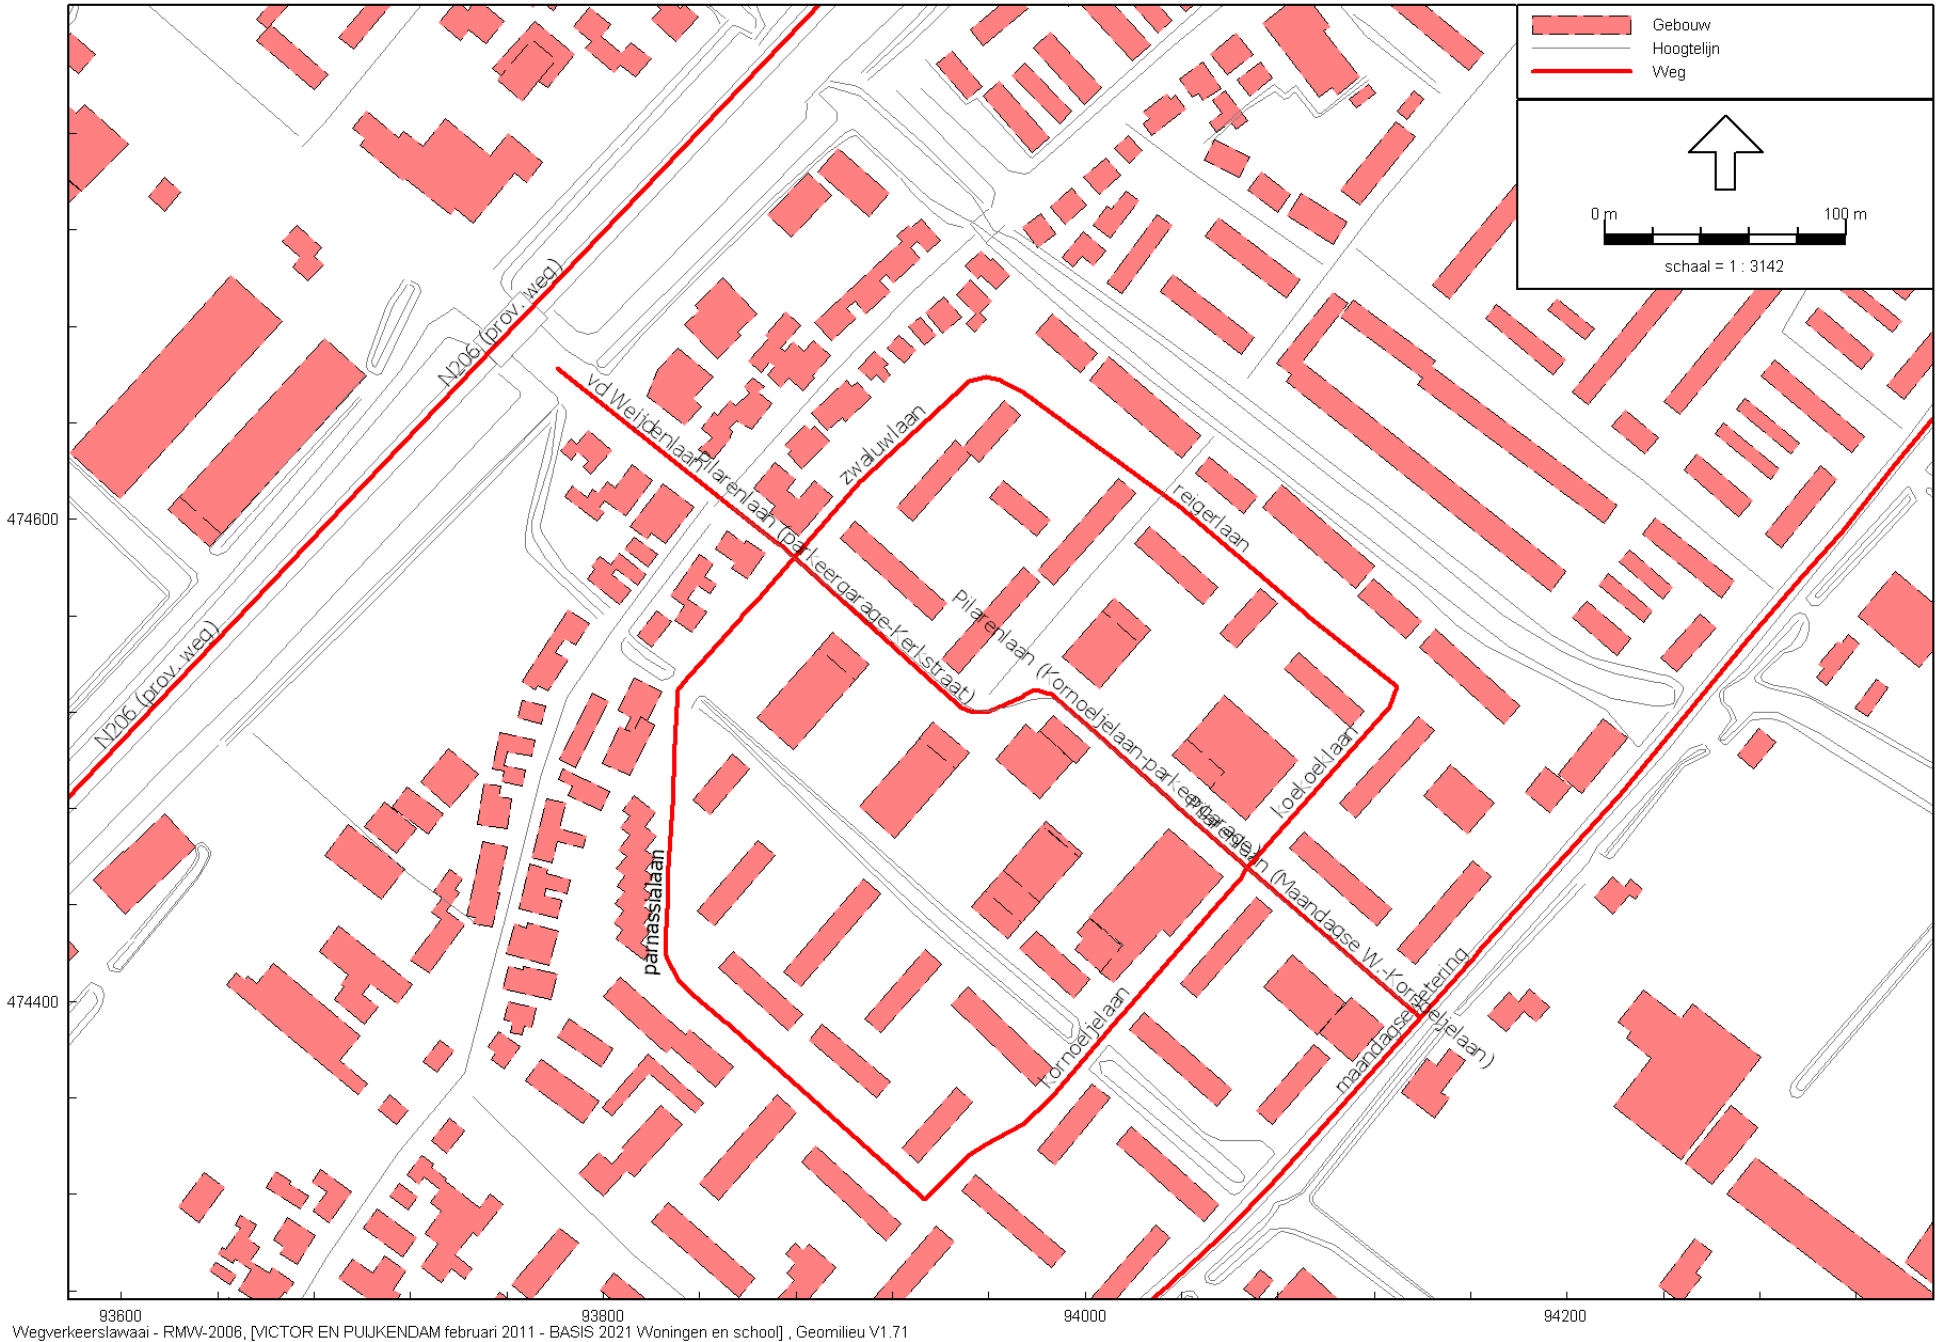 Gebouw
Hoogtelijn
Weg
0 m 100 m
schaal = 1 : 3142
N206 (prov. weg)
vd Weijdenlaan
Pilarenlaan (parkeergarage-Kerkstraat)
zwaluwlaan
reigerlaan
474600
Pilarenlaan (Kornoeljelaan-parkeergarage)
N206 (prov. weg)
koekoeklaan
parnassialaan
Pilarenlaan (Maandagse W.-Kornoeljelaan)
474400
kornoeljelaan
maandagse wetering
93600 93800 94000 94200
Wegverkeerslawaai - RMW-2006, [VICTOR EN PUIJKENDAM februari 2011 - BASIS 2021 Woningen en school] , Geomilieu V1.71